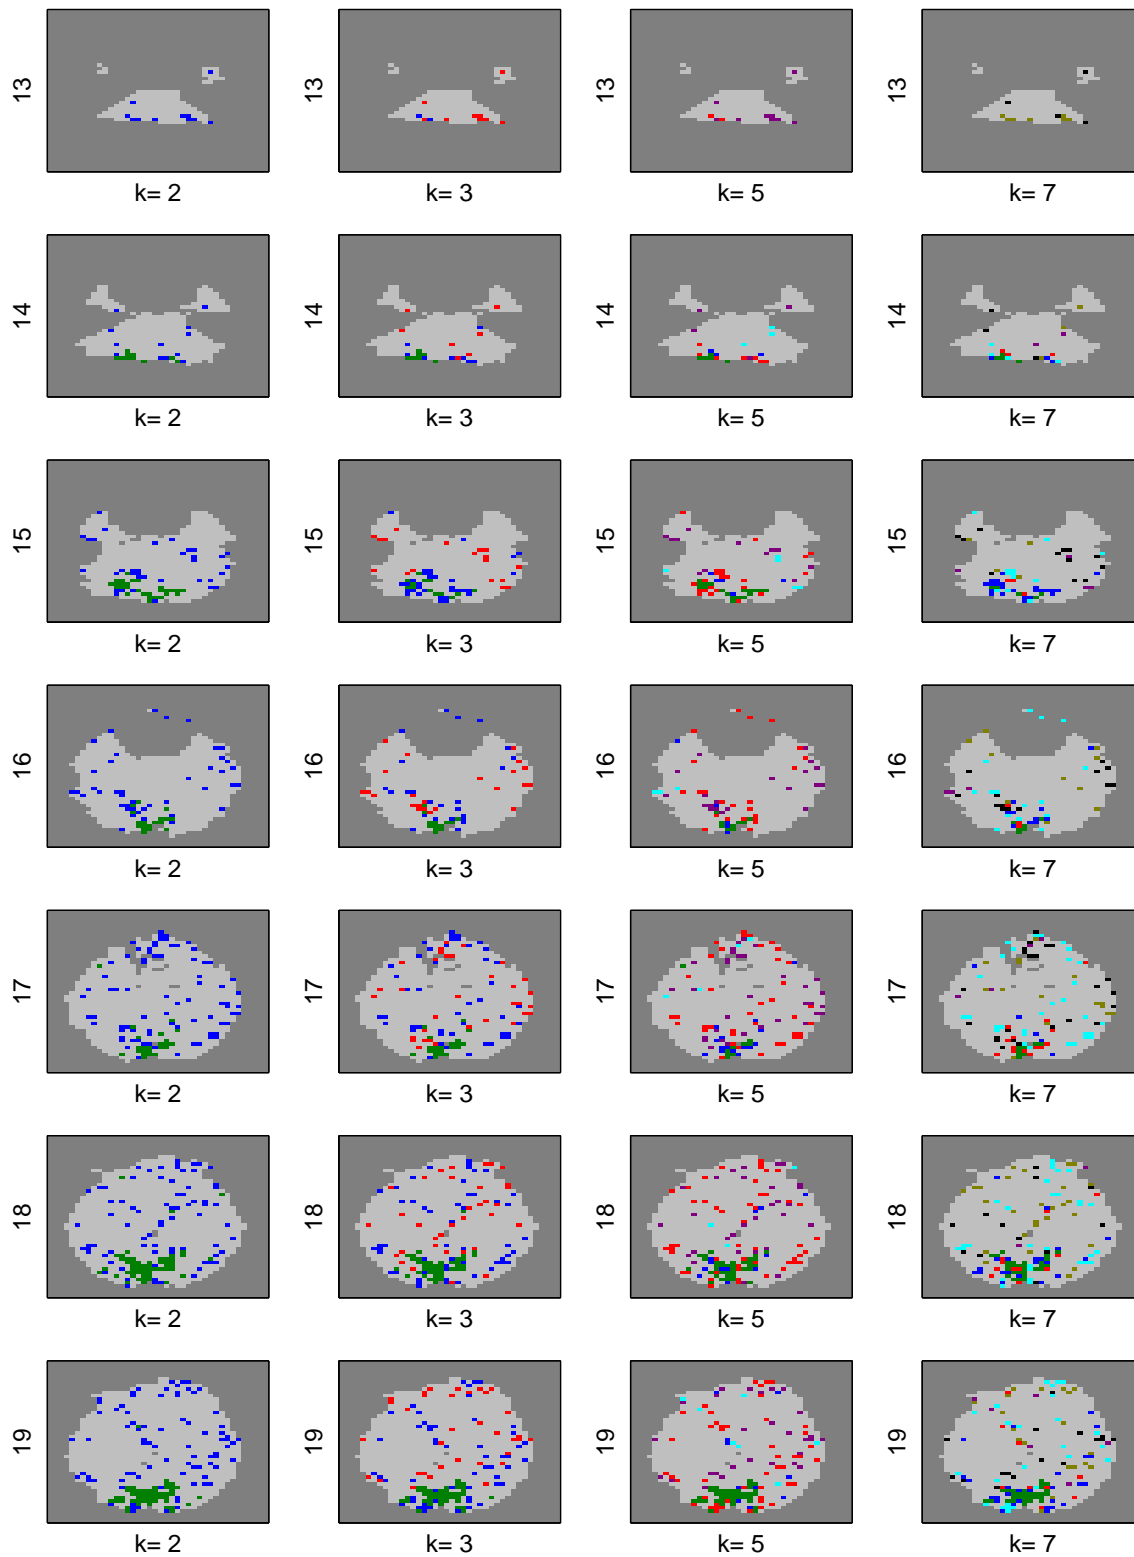 13 13 13 13
k= 2 k= 3 k= 5 k= 7
14 14 14 14
k= 2 k= 3 k= 5 k= 7
15 15 15 15
k= 2 k= 3 k= 5 k= 7
16 16 16 16
k= 2 k= 3 k= 5 k= 7
17 17 17 17
k= 2 k= 3 k= 5 k= 7
18 18 18 18
k= 2 k= 3 k= 5 k= 7
19 19 19 19
k= 2 k= 3 k= 5 k= 7